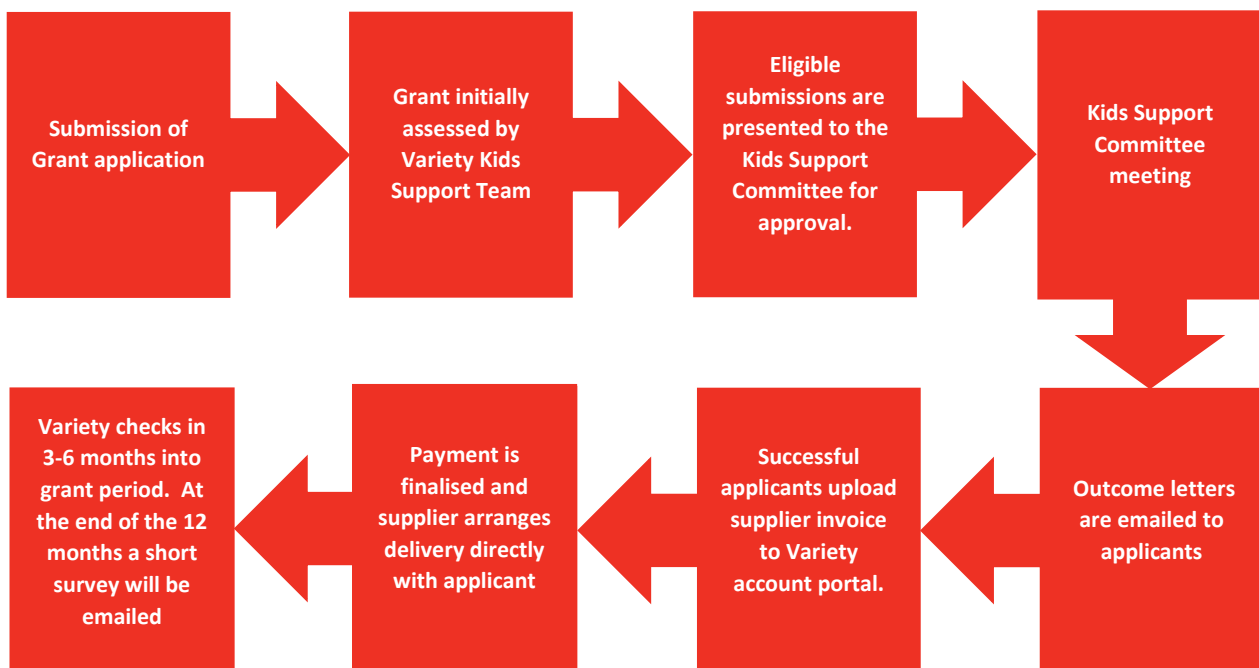 Submission of
Grant application
Grant initially
assessed by
Variety Kids
Support Team
Eligible
submissions are
presented to the
Kids Support
Committee for
approval.
Kids Support
Committee
meeting
Outcome letters
are emailed to
applicants
Successful
applicants upload
supplier invoice
to Variety
account portal.
Payment is
finalised and
supplier arranges
delivery directly
with applicant
Variety checks in
3-6 months into
grant period.  At
the end of the 12
months a short
survey will be
emailed